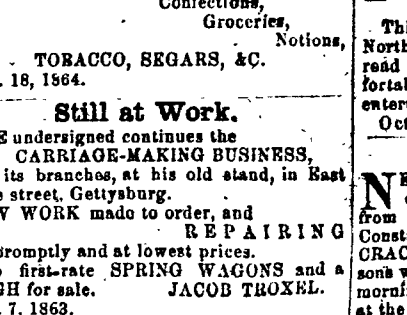 Confections,
Groceries,
Notions,
TOBACCO, SEGARS, &C.
. 18, 1864.
Still at Work.
E undersigned continues the
CARRIAGE-MAKING BUSINESS,
its branches, at his old stand, in East
e street, Gettysburg.
W WORK made to order, and
REPAIRING
promptly and at lowest prices.
first-rate SPRING WAGONS and a
GH for sale. JACOB TROXEL.
. 7, 1863.
Thi
North
read
fortab
enter
Oct
NE
from
Const
CRAC
son's w
morni
at the